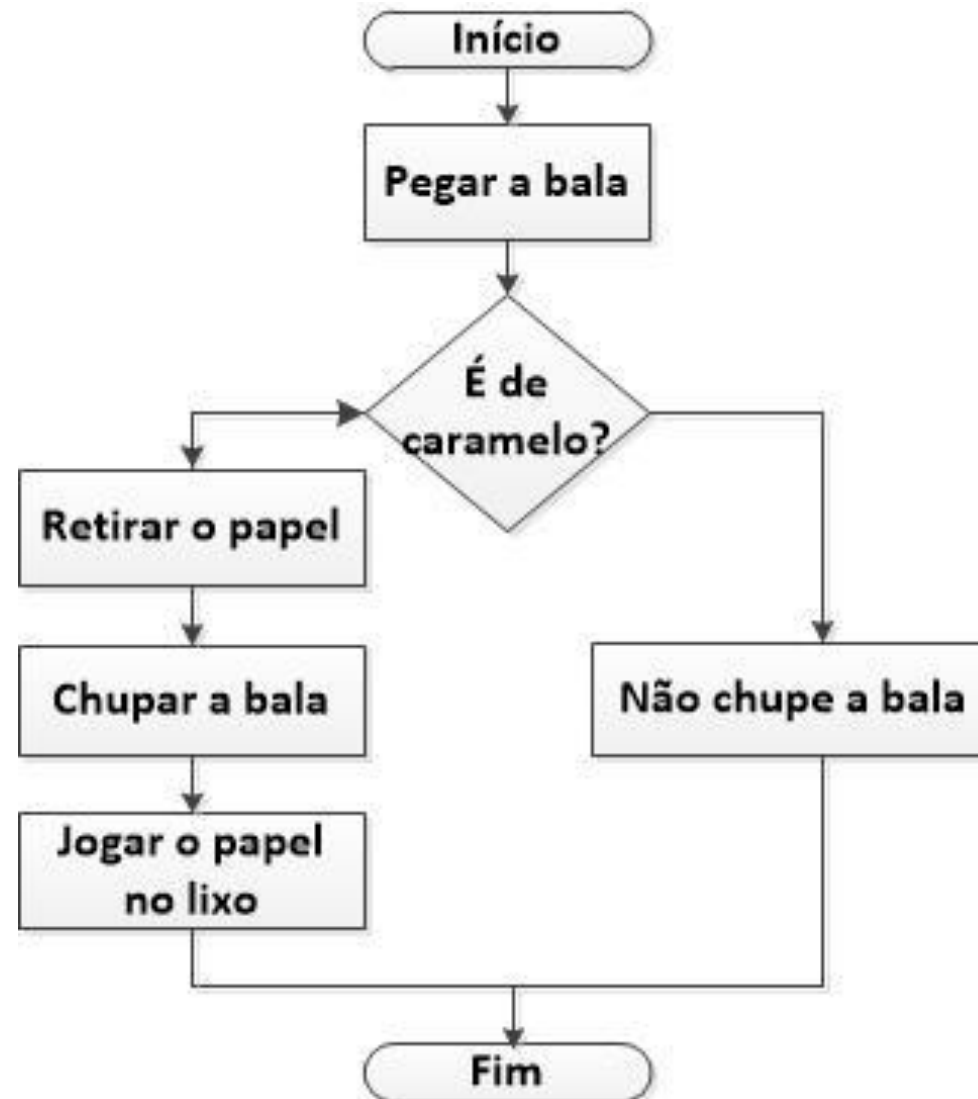 Início
Pegar a bala
É de
caramelo?
Retirar o papel
Chupar a bala
Não chupe a bala
Jogar o papel
no lixo
Fim